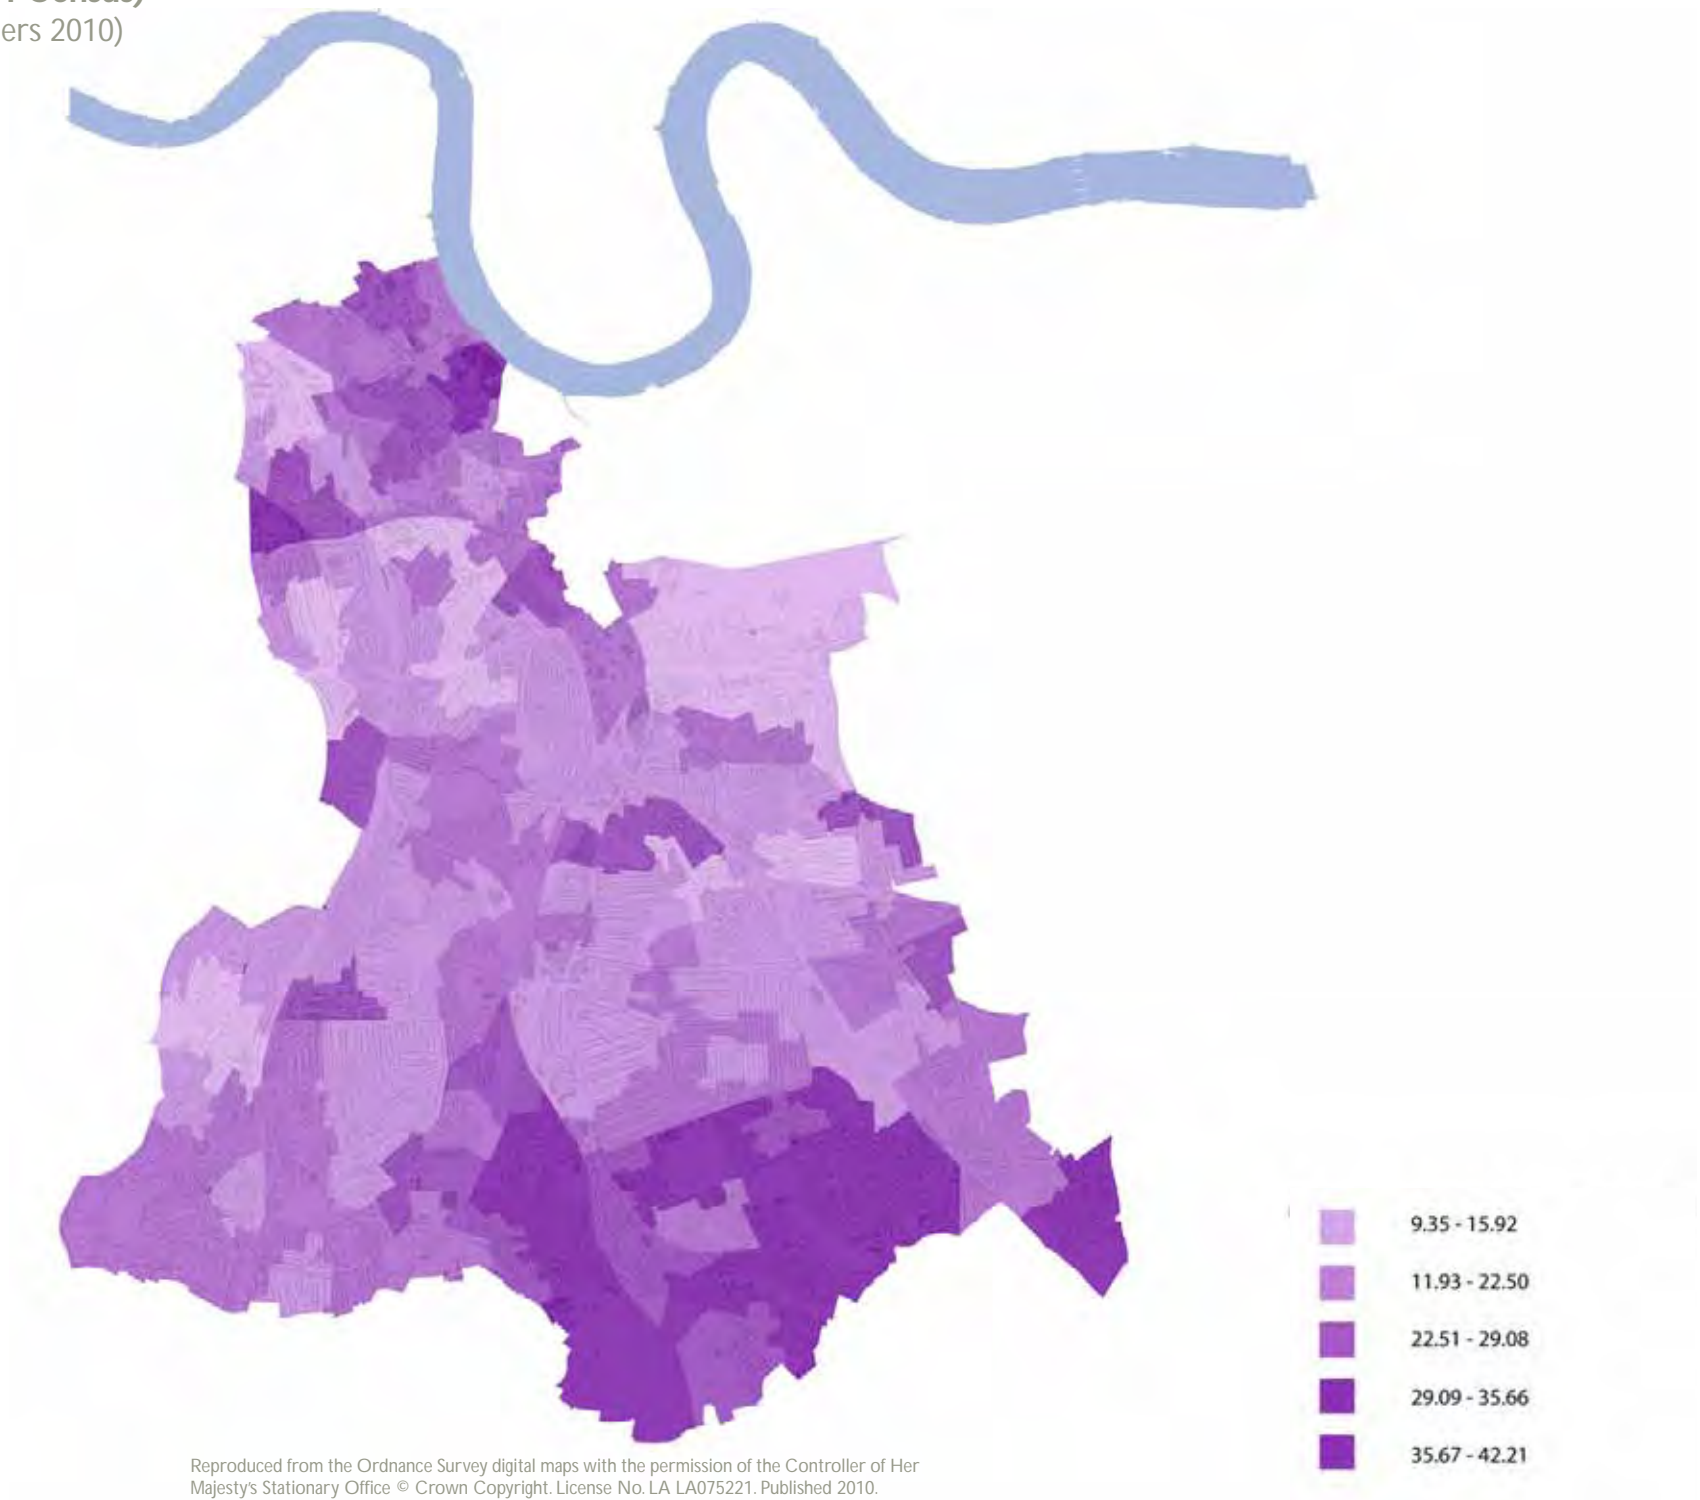 ers 2010)
9.35 - 15.92
11.93 - 22.50
22.51 - 29.08
29.09 - 35.66
35.67 - 42.21
Reproduced from the Ordnance Survey digital maps with the permission of the Controller of Her
Majesty's Stationary Office © Crown Copyright. License No. LA LA075221. Published 2010.